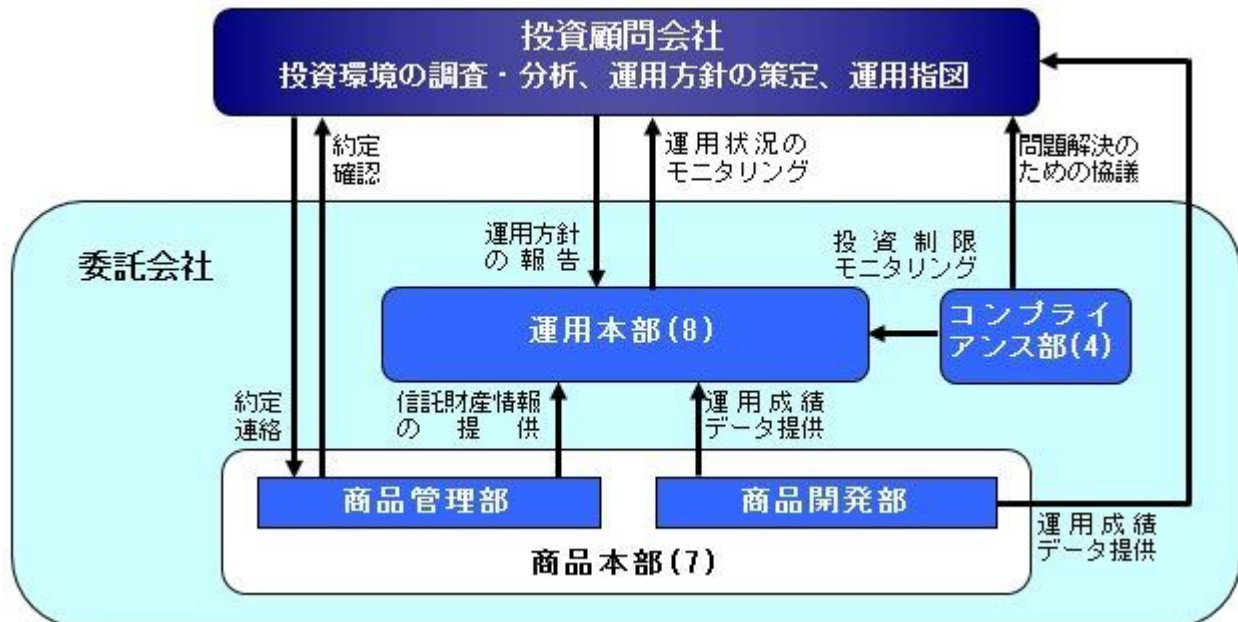 投資顧問会社
投資環境の調査・分析、運用方針の策定、運用指図
約定
確認
運用状況の
モニタリング
問題解決の
ための協議
委託会社
運用方針
の報告
投資制限
モニタリング
運用本部(8)
コンプライ
アンス部(4)
約定
連絡
信託財産情報
の提供
運用成績
データ提供
商品管理部
商品開発部
運用成績
データ提供
商品本部(7)